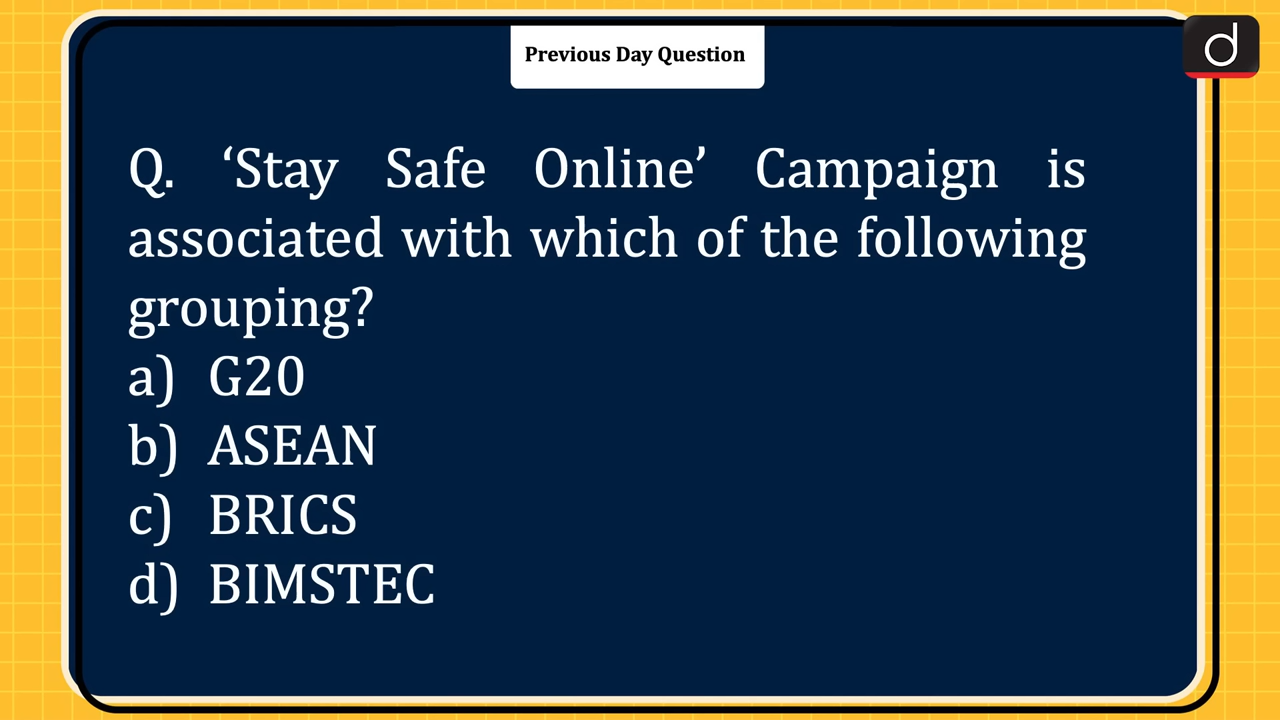 Previous Day Question
d
Q. ‘Stay Safe Online’ Campaign is
associated with which of the following
grouping?
a) G20
b) ASEAN
c) BRICS
d) BIMSTEC